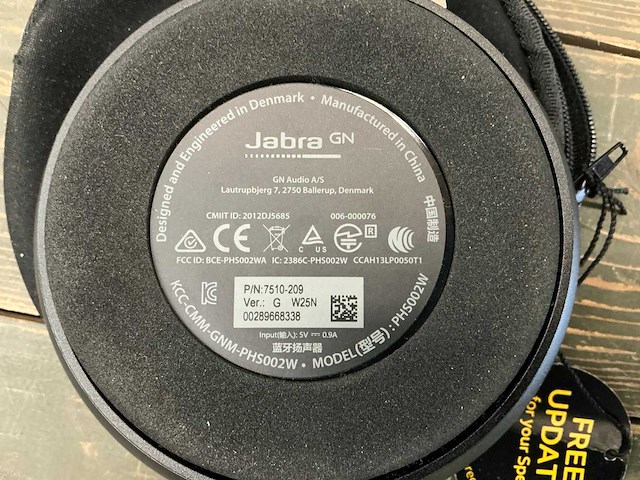 Designed and Engineered in Denmark • Manufactured in China 中国制造
Jabra GN
GN Audio A/S
Lautrupbjerg 7, 2750 Ballerup, Denmark
CMIIT ID: 2012DJ5685 006-000076
CE C US R
FCC ID: BCE-PHS002WA IC: 2386C-PHS002W CCAH13LP0050T1
P/N:7510-209
Ver.: G W25N
00289668338
Input(输入): 5V ⎓ 0.9A
蓝牙扬声器
KCC-CMM-GNM-PHS002W • MODEL(型号): PHS002W
FREE
UPDAT
for your Spe